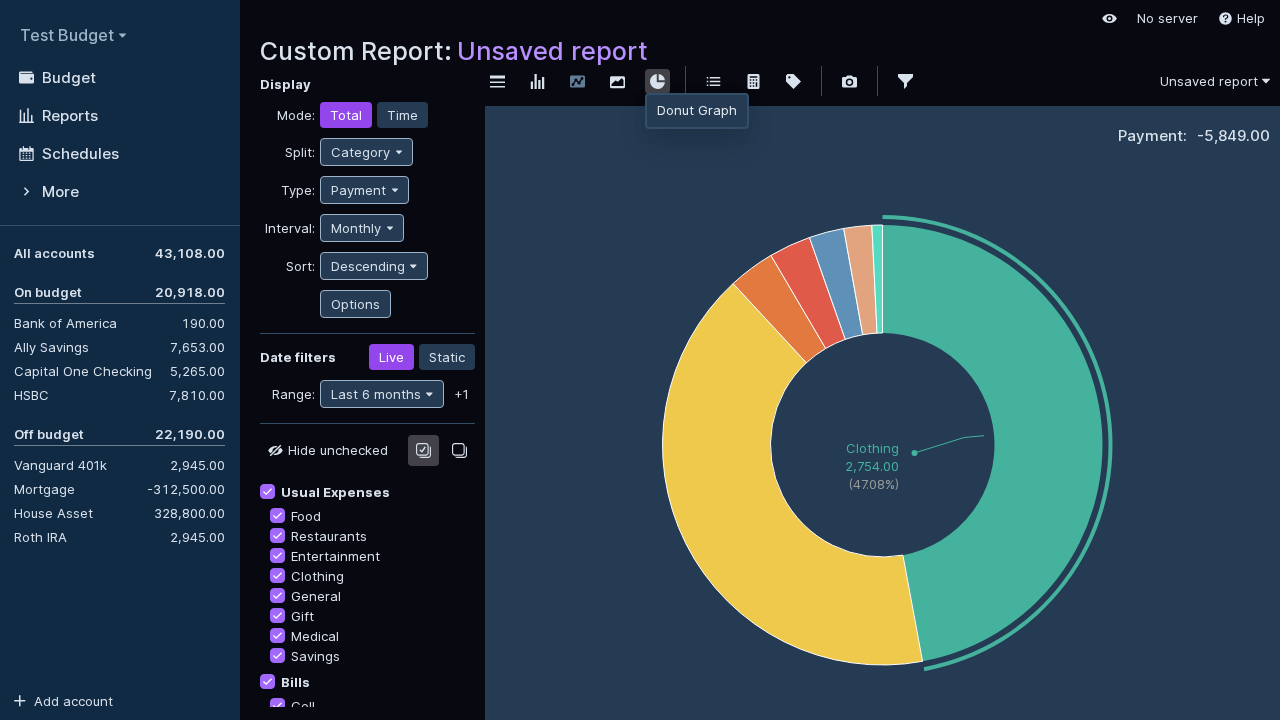 Test Budget
No server
Help
Budget
Reports
Schedules
More
All accounts 43,108.00
On budget 20,918.00
Bank of America 190.00
Ally Savings 7,653.00
Capital One Checking 5,265.00
HSBC 7,810.00
Off budget 22,190.00
Vanguard 401k 2,945.00
Mortgage -312,500.00
House Asset 328,800.00
Roth IRA 2,945.00
Add account
Custom Report: Unsaved report
Display
Mode: Total Time
Split: Category
Type: Payment
Interval: Monthly
Sort: Descending
Options
Date filters Live Static
Range: Last 6 months +1
Hide unchecked
Usual Expenses
Food
Restaurants
Entertainment
Clothing
General
Gift
Medical
Savings
Bills
Cell
Unsaved report
Donut Graph
Payment: -5,849.00
Clothing
2,754.00
(47.08%)